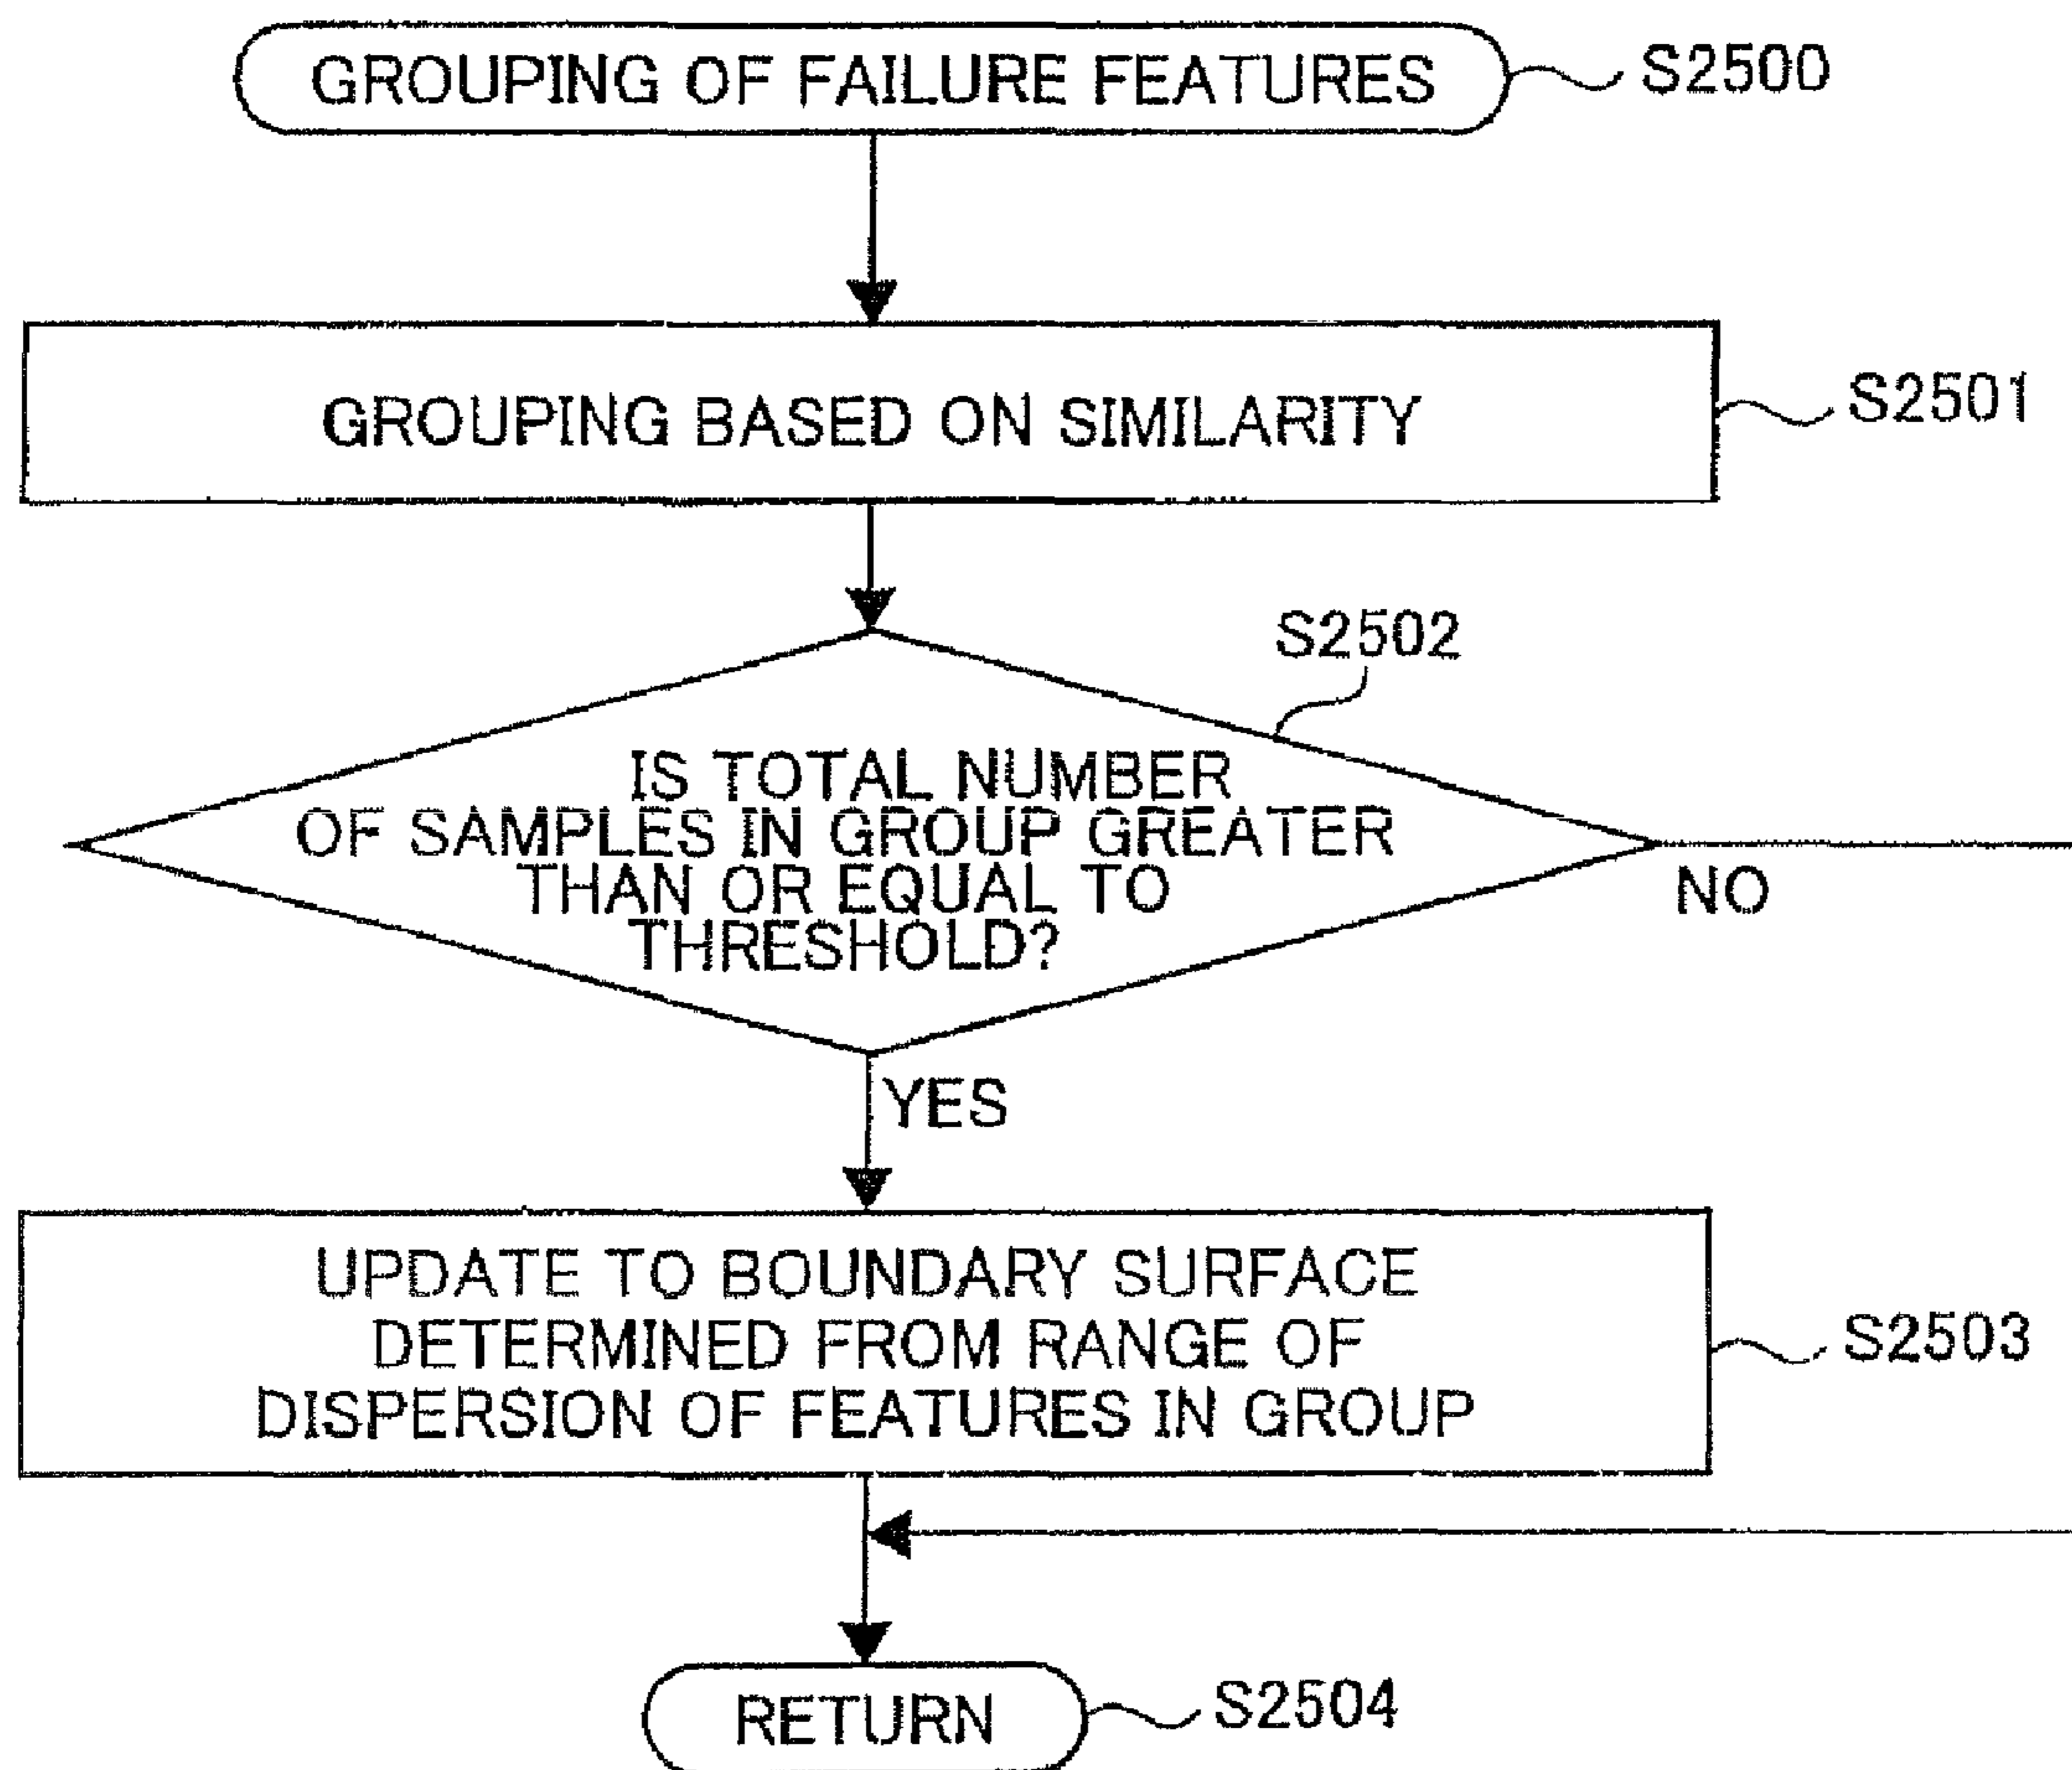 GROUPING OF FAILURE FEATURES
S2500
GROUPING BASED ON SIMILARITY
S2501
S2502
IS TOTAL NUMBER
OF SAMPLES IN GROUP GREATER
THAN OR EQUAL TO
THRESHOLD?
NO
YES
UPDATE TO BOUNDARY SURFACE
DETERMINED FROM RANGE OF
DISPERSION OF FEATURES IN GROUP
S2503
RETURN
S2504